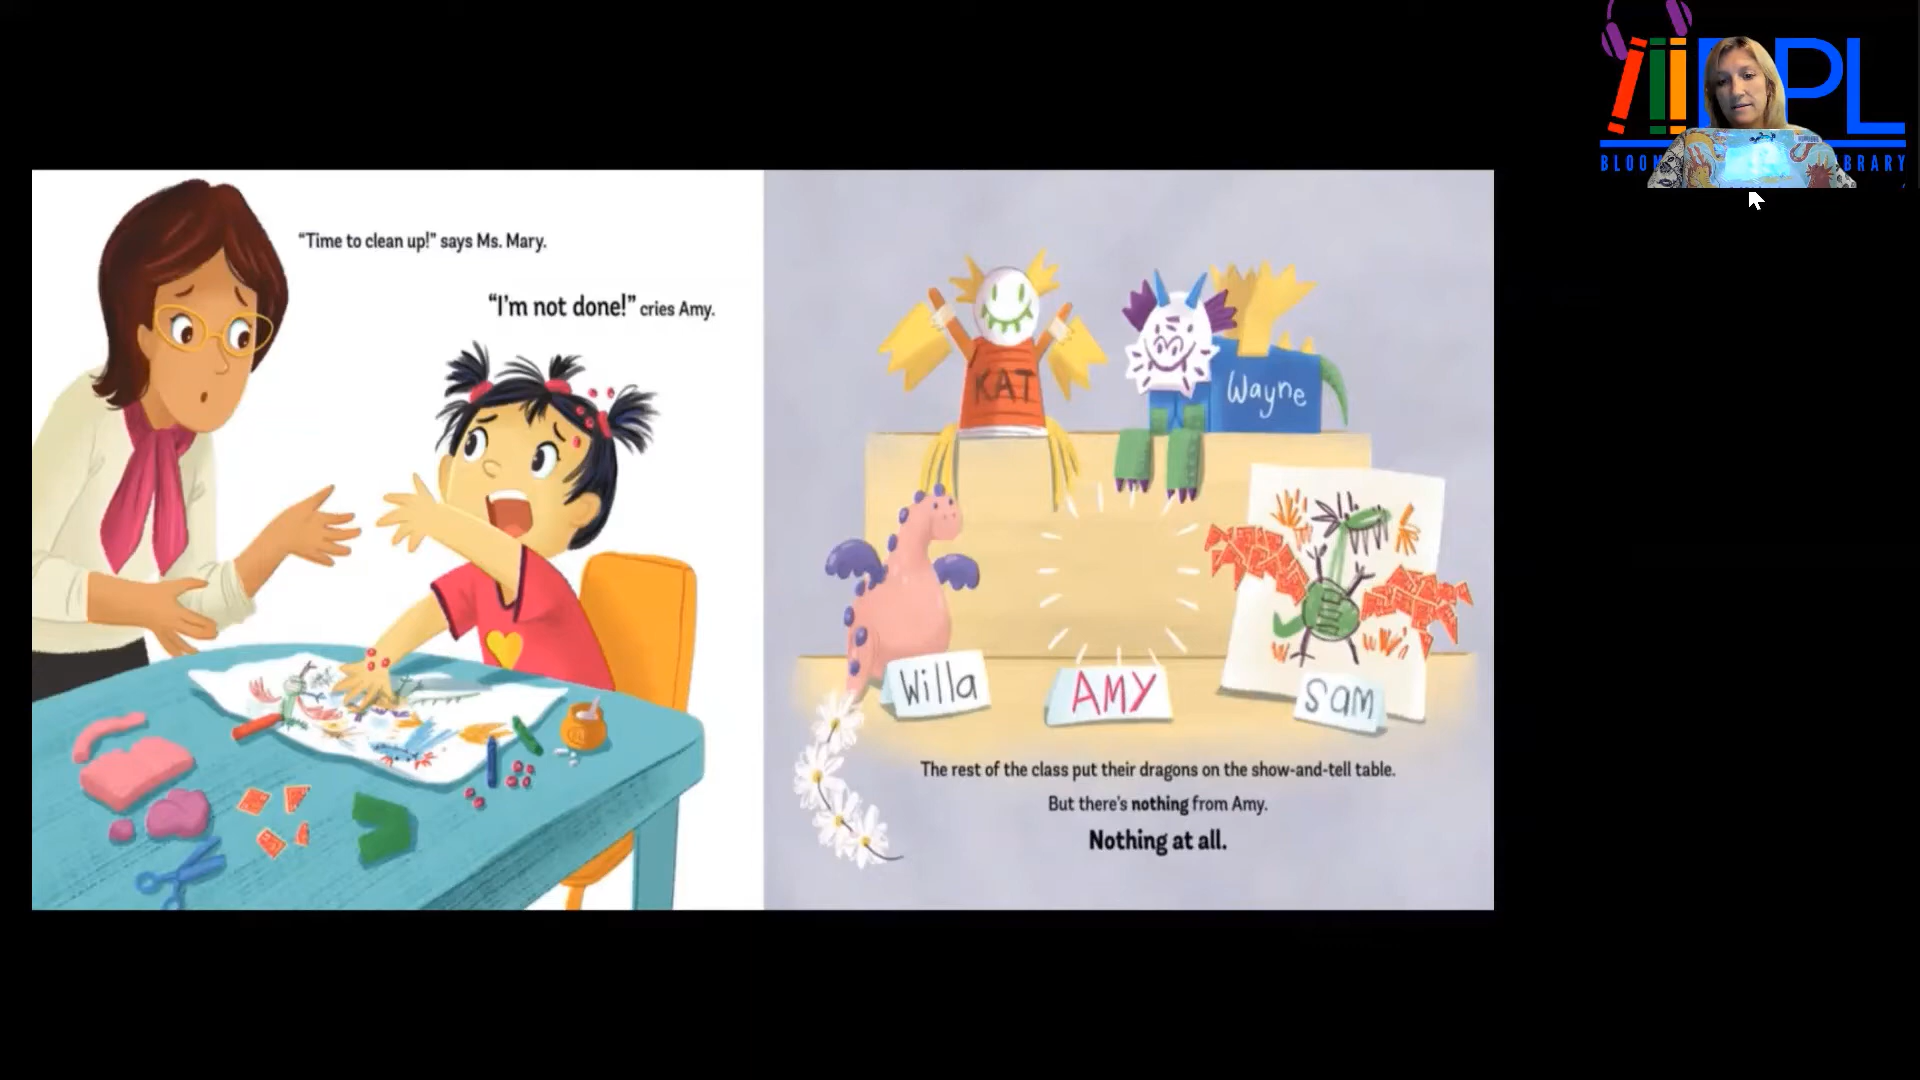 PL
BLOOM BRARY
“Time to clean up!” says Ms. Mary.
“I’m not done!” cries Amy.
KAT
Wayne
Willa
AMY
sam
The rest of the class put their dragons on the show-and-tell table.
But there’s nothing from Amy.
Nothing at all.